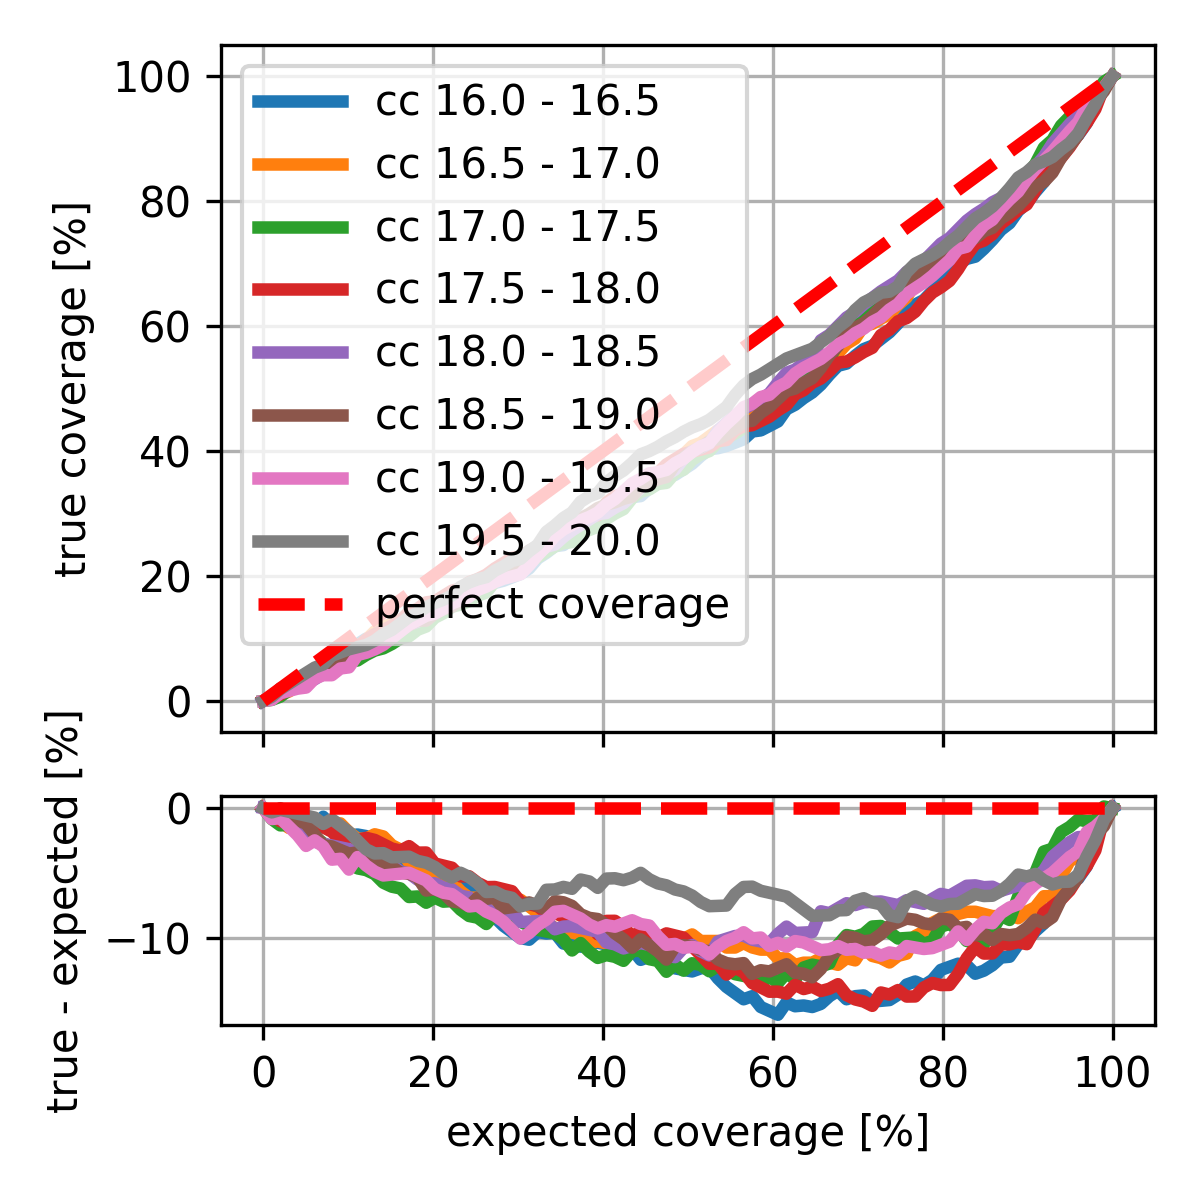 true coverage [%]
100
80
60
40
20
0
cc 16.0 - 16.5
cc 16.5 - 17.0
cc 17.0 - 17.5
cc 17.5 - 18.0
cc 18.0 - 18.5
cc 18.5 - 19.0
cc 19.0 - 19.5
cc 19.5 - 20.0
perfect coverage
true - expected [%]
0
−10
0 20 40 60 80 100
expected coverage [%]